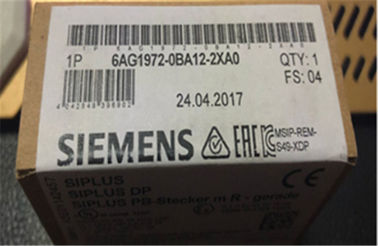 1P 6AG1972-0BA12-2XA0
1P 6AG1972-0BA12-2XA0 QTY: 1
FS: 04
24.04.2017
SIEMENS EAC MSIP-REM-
S49-XDP
SIPLUS
SIPLUS DP
SIPLUS PB-Stecker m R - gerade